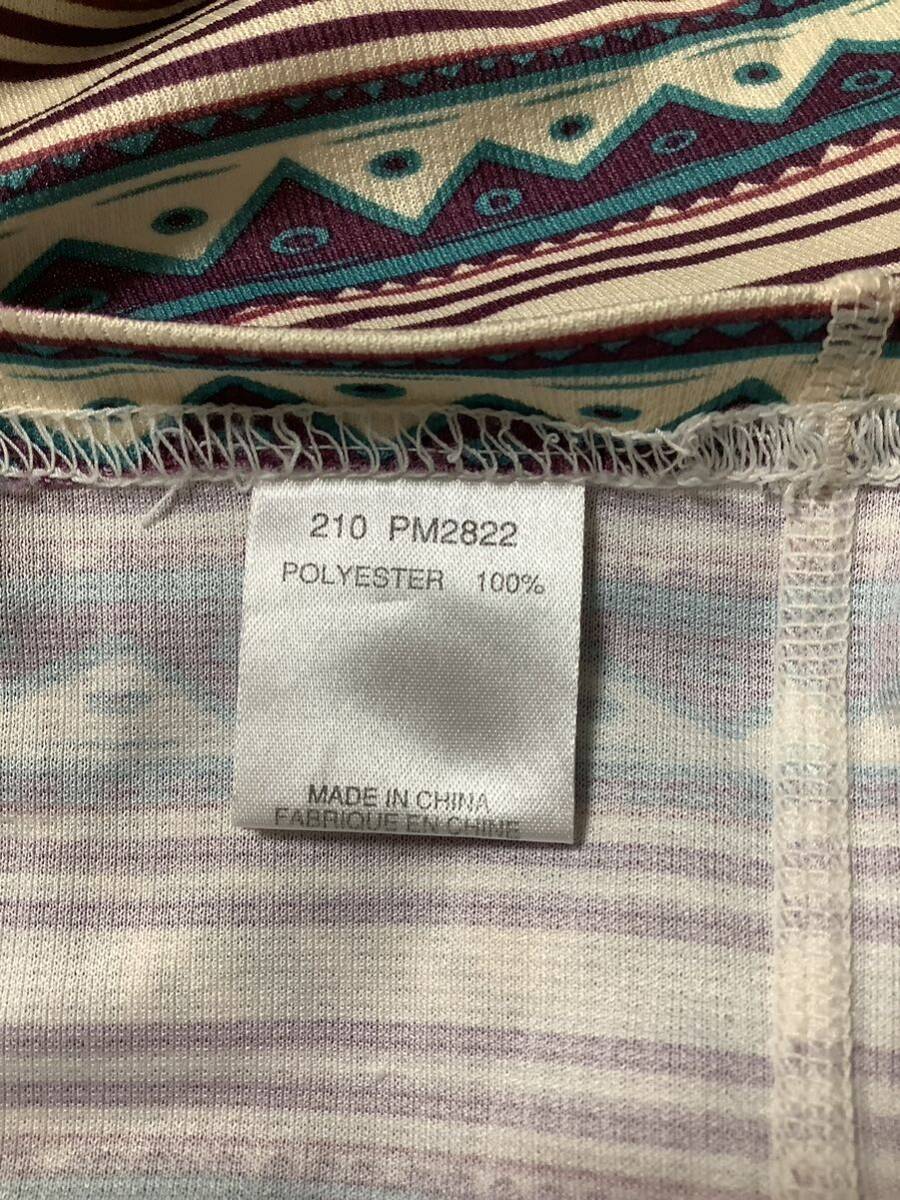 210 PM2822
POLYESTER 100%
MADE IN CHINA
FABRIQUE EN CHINE